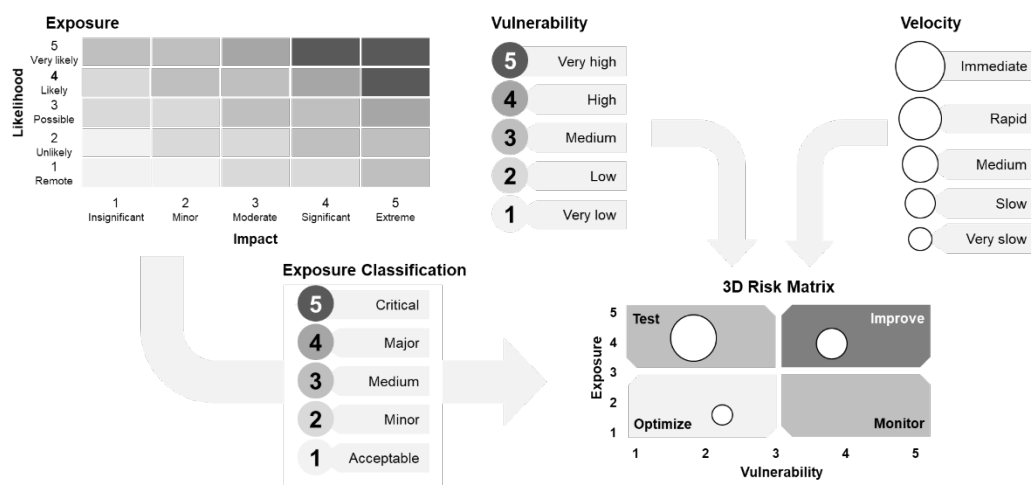 Exposure
Likelihood
5
Very likely
4
Likely
3
Possible
2
Unlikely
1
Remote
1
Insignificant
2
Minor
3
Moderate
4
Significant
5
Extreme
Impact
Vulnerability
5 Very high
4 High
3 Medium
2 Low
1 Very low
Velocity
Immediate
Rapid
Medium
Slow
Very slow
Exposure Classification
5 Critical
4 Major
3 Medium
2 Minor
1 Acceptable
3D Risk Matrix
Exposure
5
4
3
2
1
Test
Improve
Optimize
Monitor
1 2 3 4 5
Vulnerability